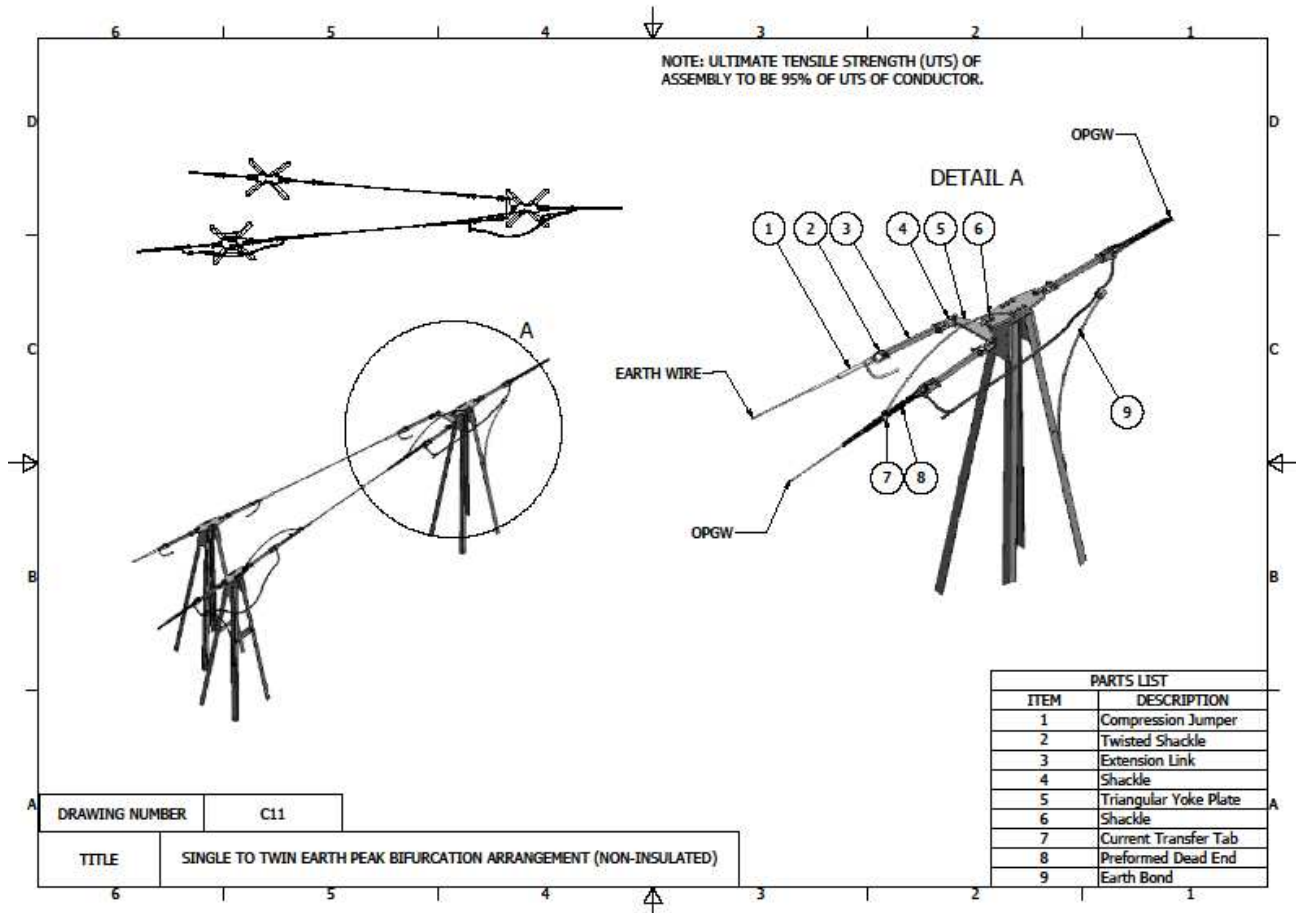 6 5 4 3 2 1
NOTE: ULTIMATE TENSILE STRENGTH (UTS) OF
ASSEMBLY TO BE 95% OF UTS OF CONDUCTOR.
D D
OPGW
DETAIL A
1 2 3 4 5 6
A
C C
EARTH WIRE
9
7 8
OPGW
B B
PARTS LIST
ITEM DESCRIPTION
1 Compression Jumper
2 Twisted Shackle
3 Extension Link
4 Shackle
5 Triangular Yoke Plate
6 Shackle
7 Current Transfer Tab
8 Preformed Dead End
9 Earth Bond
A A
DRAWING NUMBER C11
TITLE SINGLE TO TWIN EARTH PEAK BIFURCATION ARRANGEMENT (NON-INSULATED)
6 5 4 3 2 1